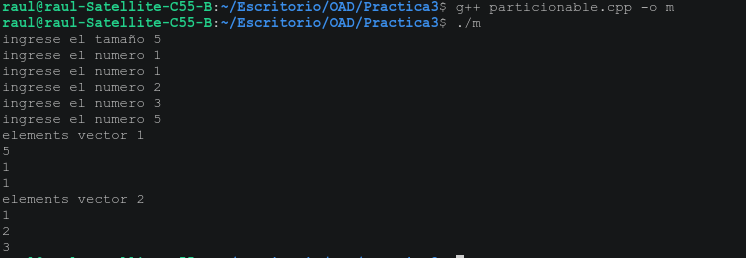 raul@raul-Satellite-C55-B:~/Escritorio/OAD/Practica3$ g++ particionable.cpp -o m
raul@raul-Satellite-C55-B:~/Escritorio/OAD/Practica3$ ./m
ingrese el tamaño 5
ingrese el numero 1
ingrese el numero 1
ingrese el numero 2
ingrese el numero 3
ingrese el numero 5
elements vector 1
5
1
1
elements vector 2
1
2
3